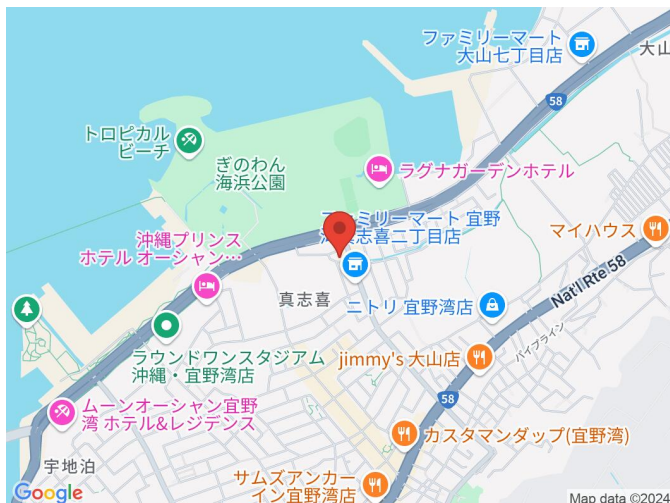 ファミリーマート
大山七丁目店
大山
58
トロピカル
ビーチ
ぎのわん
海浜公園
ラグナガーデンホテル
ファミリーマート 宜野
志喜二丁目店
マイハウス
沖縄プリンス
ホテル オーシャン…
真志喜
ニトリ 宜野湾店
Nat'l Rte 58
パイプライン
ラウンドワンスタジアム
沖縄・宜野湾店
jimmy's 大山店
58
ムーンオーシャン宜野
湾 ホテル&レジデンス
カスタマンダップ(宜野湾)
宇地泊
サムズアンカー
イン宜野湾店
Google
Map data ©2024